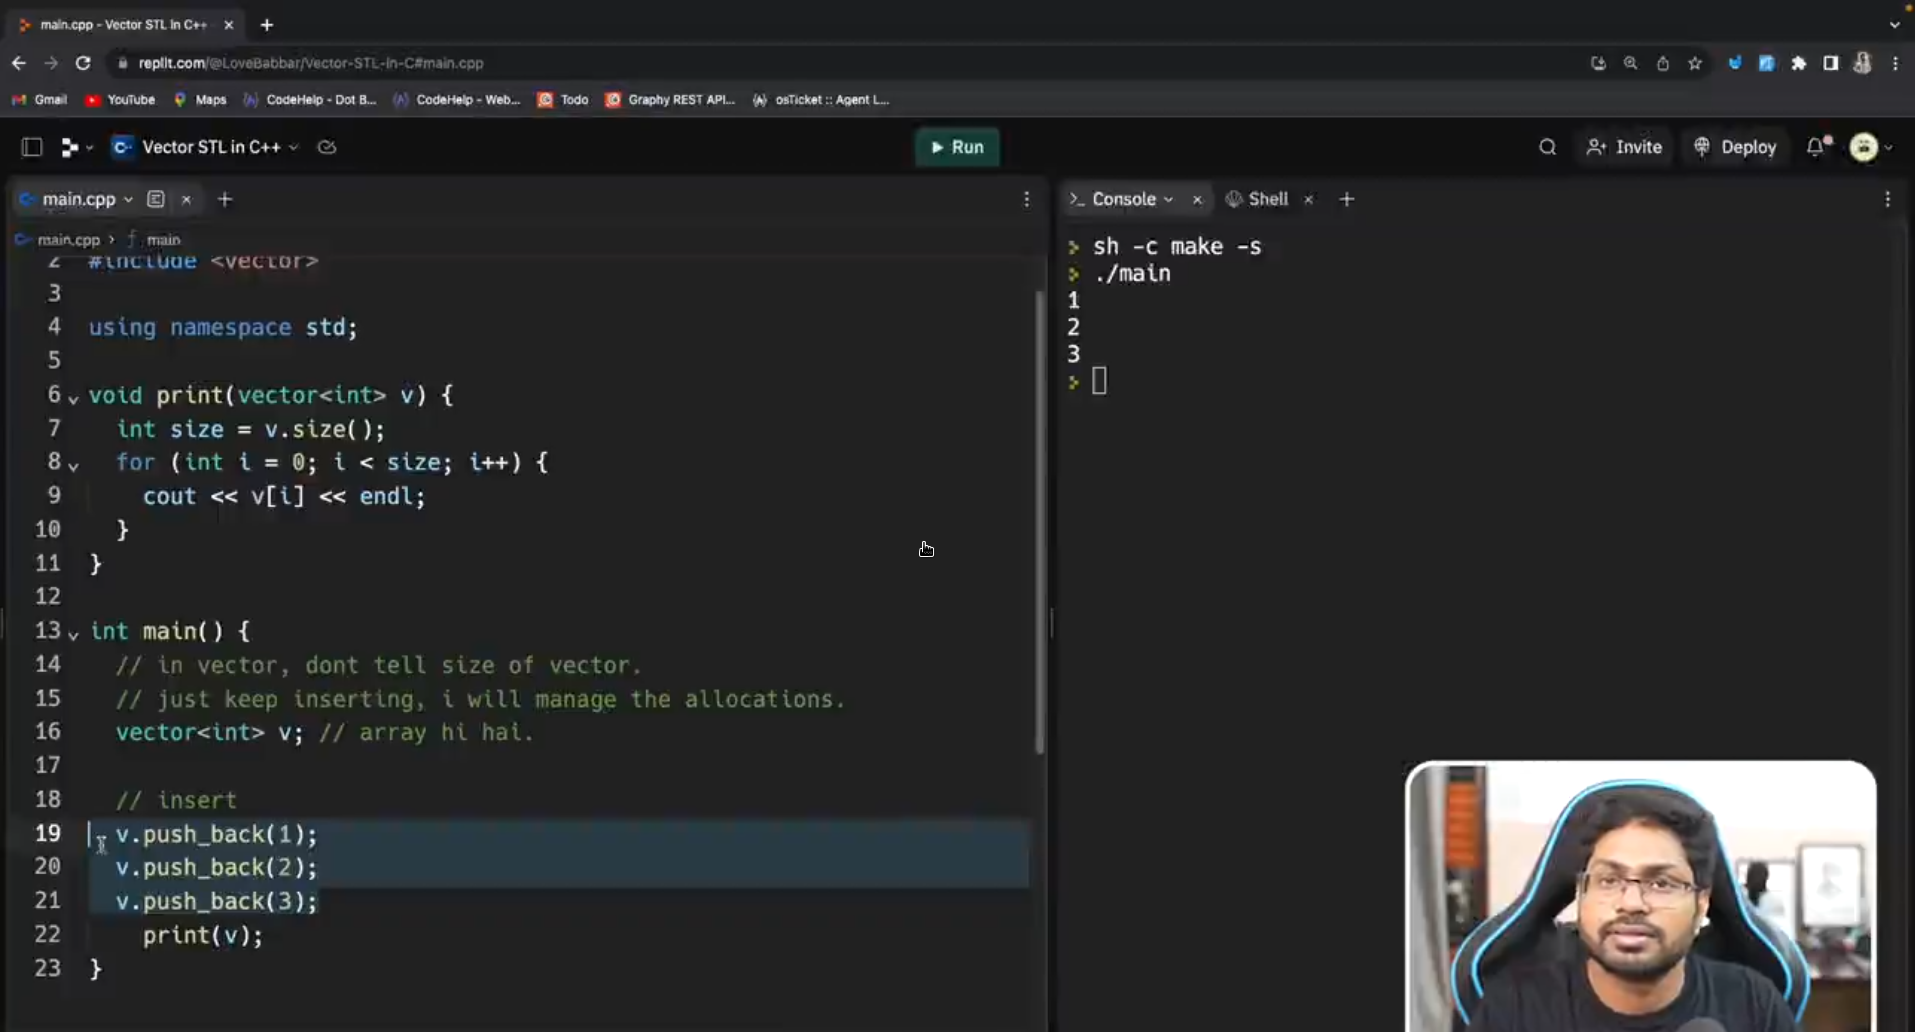 main.cpp - Vector STL in C++
replit.com/@LoveBabbar/Vector-STL-in-C#main.cpp
Gmail YouTube Maps CodeHelp - Dot B... CodeHelp - Web... Todo Graphy REST API... osTicket :: Agent L...
Vector STL in C++ Run Invite Deploy
main.cpp Console Shell
main.cpp > main
2 #include <vector>
3
4 using namespace std;
5
6 void print(vector<int> v) {
7 int size = v.size();
8 for (int i = 0; i < size; i++) {
9 cout << v[i] << endl;
10 }
11 }
12
13 int main() {
14 // in vector, dont tell size of vector.
15 // just keep inserting, i will manage the allocations.
16 vector<int> v; // array hi hai.
17
18 // insert
19 v.push_back(1);
20 v.push_back(2);
21 v.push_back(3);
22 print(v);
23 }
> sh -c make -s
> ./main
1
2
3
>